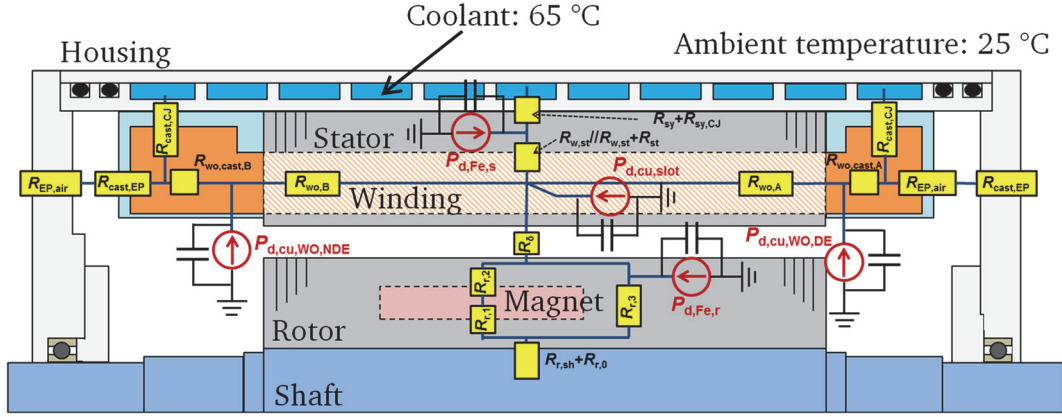 Coolant: 65 °C
Housing
Ambient temperature: 25 °C
Rcast,CJ
Stator
Pd,Fe,s
Rsy+Rsy,CJ
Rw,st//Rw,st+Rst
Rcast,CJ
REP,air
Rcast,EP
Rwo,cast,B
Rwo,B
Winding
Pd,cu,slot
Rwo,A
Rwo,cast,A
REP,air
Rcast,EP
Pd,cu,WO,NDE
Rδ
Pd,cu,WO,DE
Rr,2
Magnet
Rr,1
Rr,3
Pd,Fe,r
Rotor
Rr,sh+Rr,0
Shaft